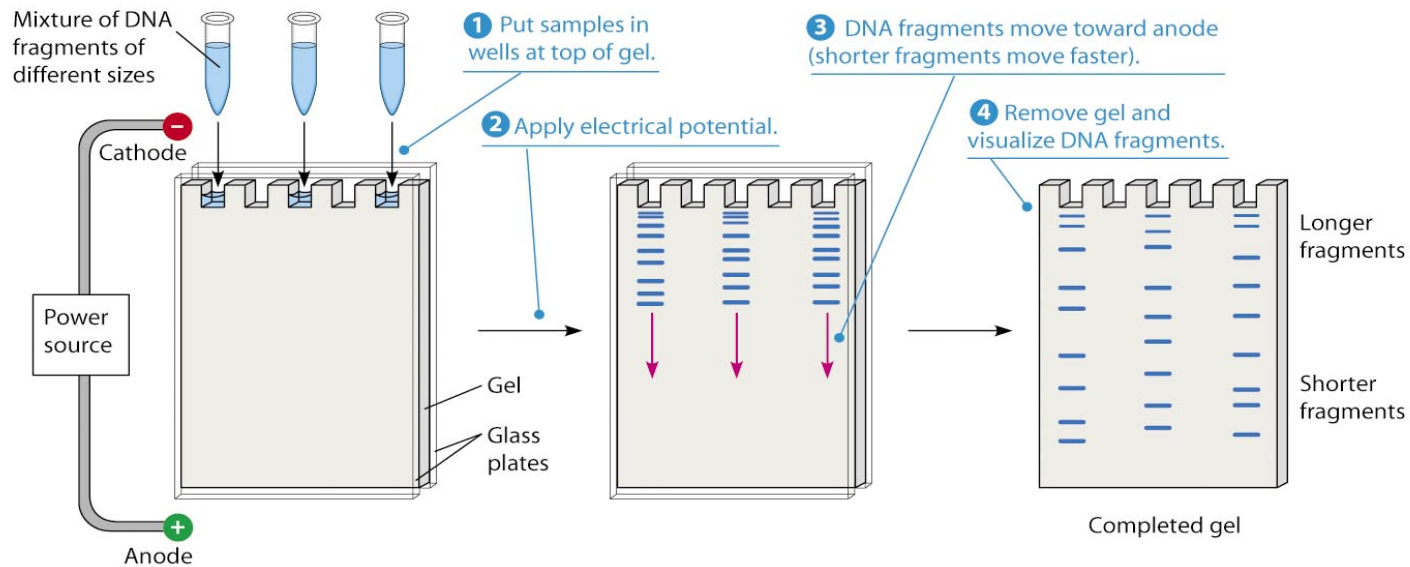 Mixture of DNA
fragments of
different sizes
1 Put samples in
wells at top of gel.
2 Apply electrical potential.
3 DNA fragments move toward anode
(shorter fragments move faster).
4 Remove gel and
visualize DNA fragments.
−
Cathode
Power
source
Gel
Glass
plates
+
Anode
Longer
fragments
Shorter
fragments
Completed gel